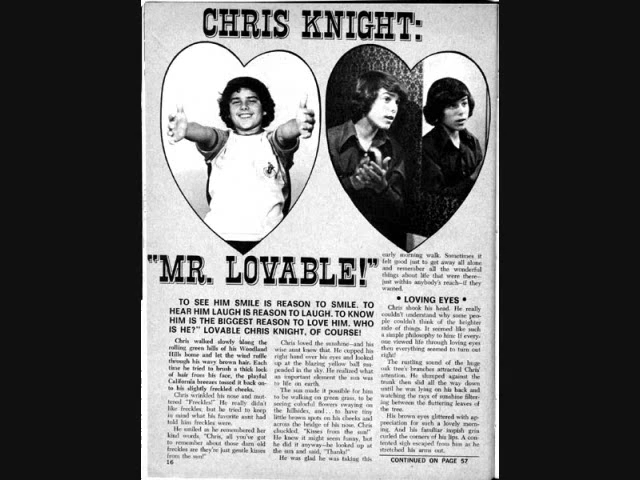 CHRIS KNIGHT:
"MR. LOVABLE!"
TO SEE HIM SMILE IS REASON TO SMILE. TO
HEAR HIM LAUGH IS REASON TO LAUGH. TO KNOW
HIM IS THE BIGGEST REASON TO LOVE HIM. WHO
IS HE?" LOVABLE CHRIS KNIGHT, OF COURSE!
Chris walked slowly along the
rolling green hills of his Woodland
Hills home and let the wind ruffle
through his wavy brown hair. Each
time he tried to brush a thick lock
of hair from his face, the playful
California breezes tossed it back on-
to his slightly freckled cheeks.
Chris wrinkled his nose and mut-
tered "Freckles!" He really didn't
like freckles, but he tried to keep
in mind what his favorite aunt had
told him freckles were.
He smiled as he remembered her
kind words, "Chris, all you've got
to remember about those darn old
freckles are they're just gentle kisses
from the sun!"
16
Chris loved the sunshine—and his
wise aunt knew that. He cupped his
right hand over his eyes and looked
up at the blazing yellow ball sus-
pended in the sky. He realized what
an important element the sun was
to life on earth.
The sun made it possible for him
to be walking on green grass, to be
seeing colorful flowers swaying on
the hillsides, and . . . to have tiny
little brown spots on his cheeks and
across the bridge of his nose. Chris
chuckled, "Kisses from the sun!"
He knew it might seem funny, but
he did it anyway—he looked up at
the sun and said, "Thanks!"
He was glad he was taking this
early morning walk. Sometimes it
felt good just to get away all alone
and remember all the wonderful
things about life that were there—
just within anybody's reach—if they
wanted.
• LOVING EYES •
Chris shook his head. He really
couldn't understand why some peo-
ple couldn't think of the brighter
side of things. It seemed like such
a simple philosophy to him: If every-
one viewed life through loving eyes
then everything seemed to turn out
right!
The rustling sound of the huge
oak tree's branches attracted Chris'
attention. He slumped against the
trunk then slid all the way down
until he was lying on his back and
watching the rays of sunshine filter-
ing between the fluttering leaves of
the tree.
His brown eyes glittered with ap-
preciation for such a lovely morn-
ing. And his familiar impish grin
curled the corners of his lips. A con-
tented sigh escaped from him as he
stretched his arms out.
CONTINUED ON PAGE 57